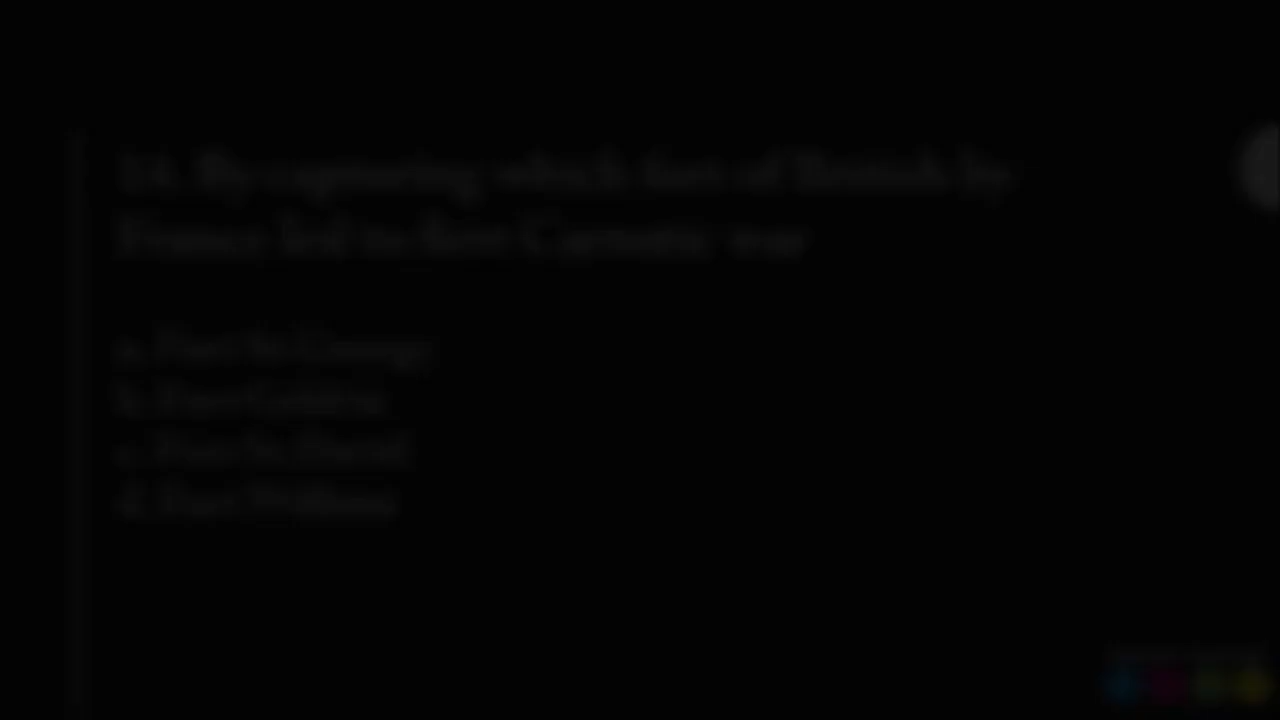 14. By capturing which fort of British by
France led to first Carnatic war
a. Fort St.George
b. Fort
c. Fort St. David
d. Fort William